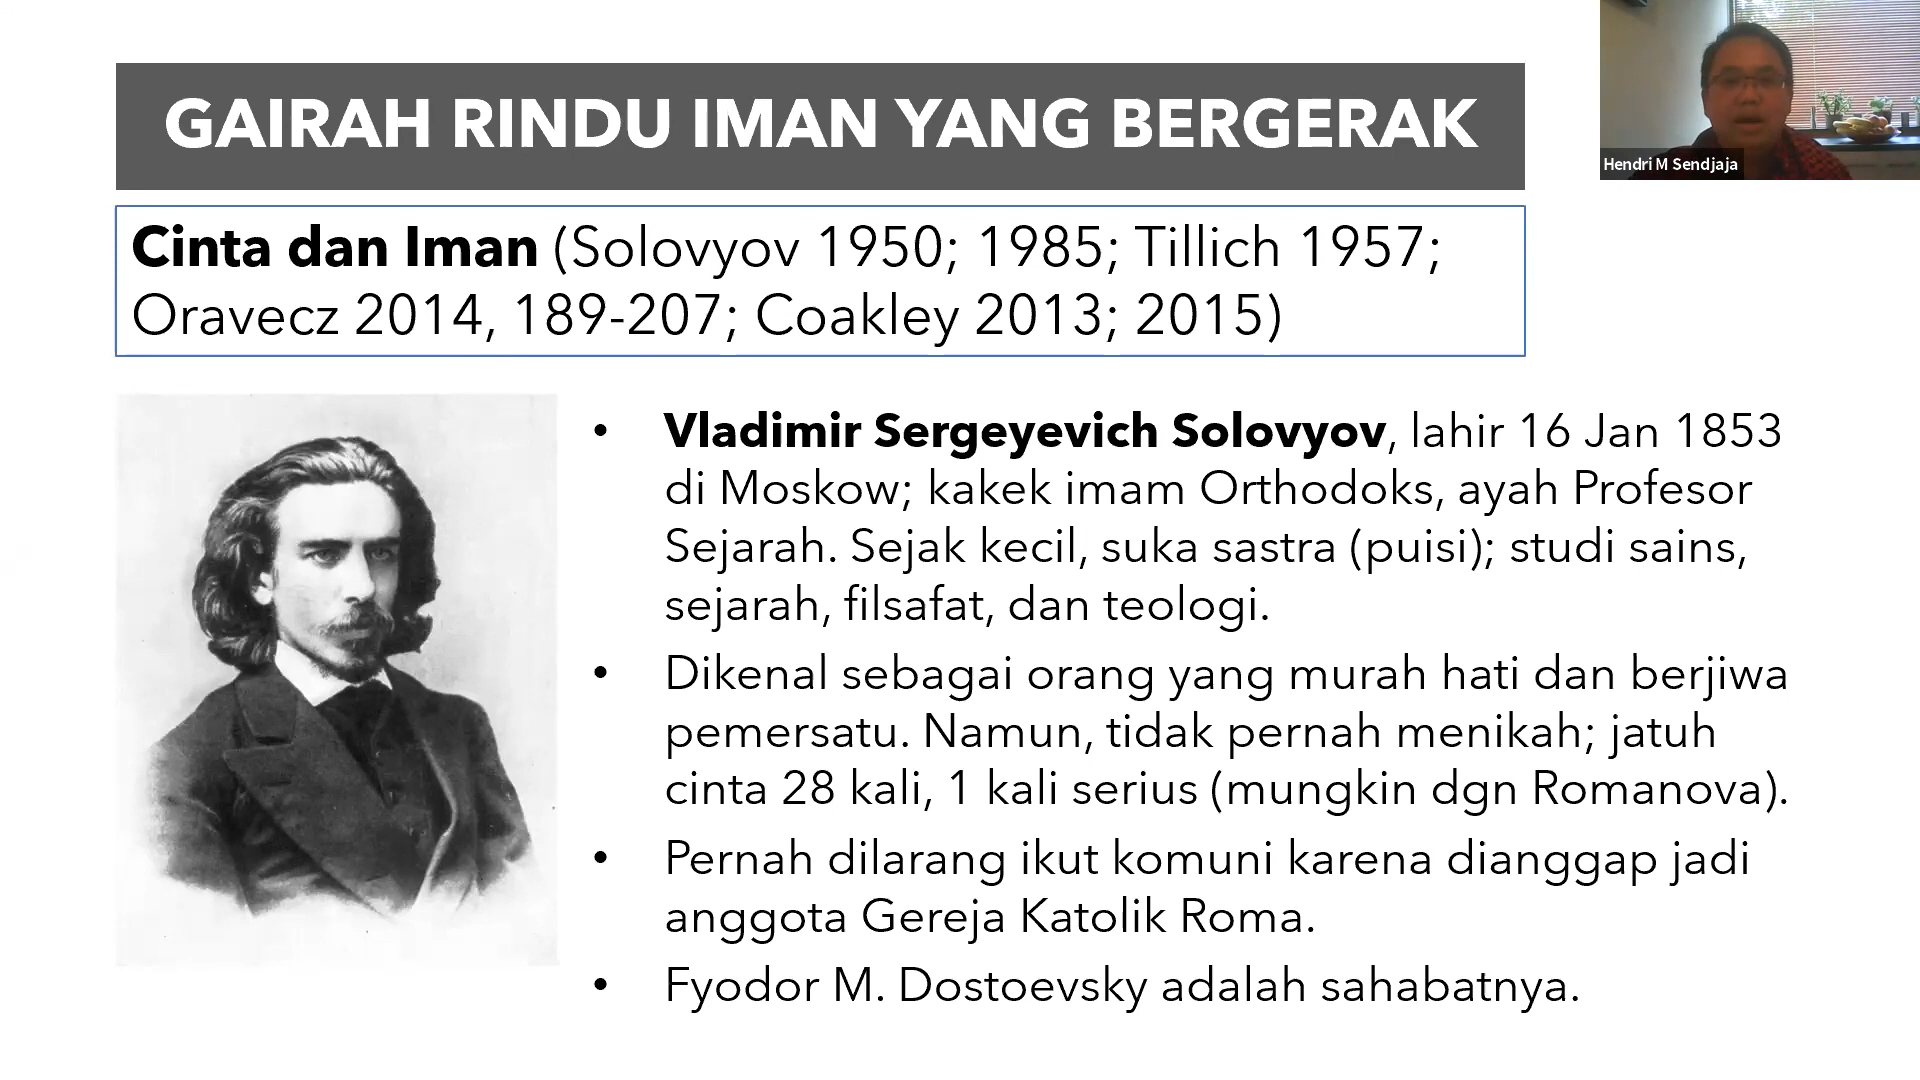 GAIRAH RINDU IMAN YANG BERGERAK
Hendri M Sendjaja
Cinta dan Iman (Solovyov 1950; 1985; Tillich 1957;
Oravecz 2014, 189-207; Coakley 2013; 2015)
• Vladimir Sergeyevich Solovyov, lahir 16 Jan 1853
di Moskow; kakek imam Orthodoks, ayah Profesor
Sejarah. Sejak kecil, suka sastra (puisi); studi sains,
sejarah, filsafat, dan teologi.
• Dikenal sebagai orang yang murah hati dan berjiwa
pemersatu. Namun, tidak pernah menikah; jatuh
cinta 28 kali, 1 kali serius (mungkin dgn Romanova).
• Pernah dilarang ikut komuni karena dianggap jadi
anggota Gereja Katolik Roma.
• Fyodor M. Dostoevsky adalah sahabatnya.